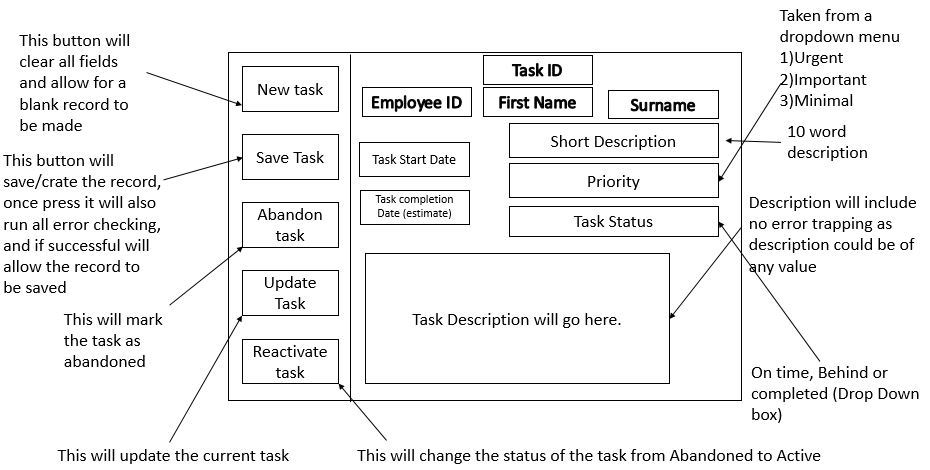 This button will
clear all fields
and allow for a
blank record to
be made
This button will
save/crate the record,
once press it will also
run all error checking,
and if successful will
allow the record to
be saved
This will mark
the task as
abandoned
This will update the current task
New task
Save Task
Abandon
task
Update
Task
Reactivate
task
Task ID
Employee ID
First Name
Surname
Task Start Date
Task completion
Date (estimate)
Short Description
Priority
Task Status
Task Description will go here.
Taken from a
dropdown menu
1)Urgent
2)Important
3)Minimal
10 word
description
Description will include
no error trapping as
description could be of
any value
On time, Behind or
completed (Drop Down
box)
This will change the status of the task from Abandoned to Active